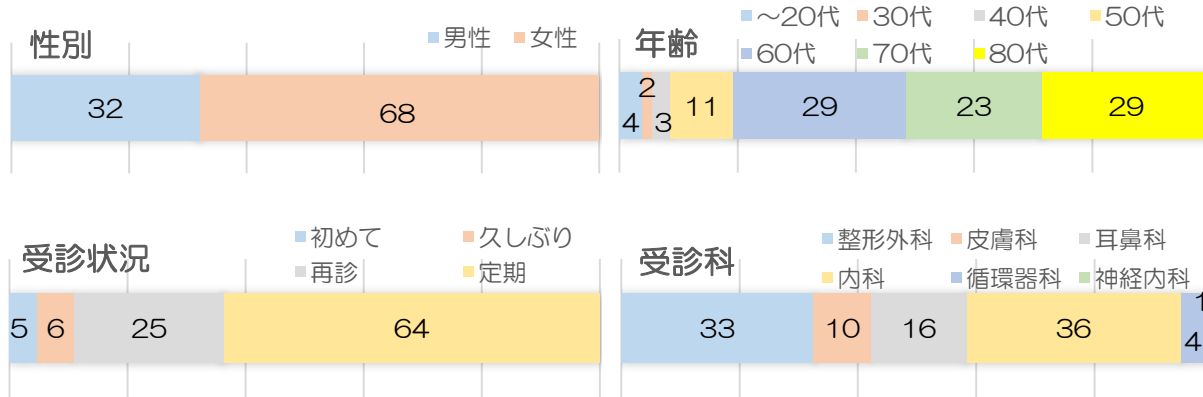 性別
■男性 ■女性
32 68
年齢
■～20代 ■30代 ■40代 ■50代
■60代 ■70代 ■80代
4 2 3 11 29 23 29
受診状況
■初めて ■久しぶり
■再診 ■定期
5 6 25 64
受診科
■整形外科 ■皮膚科 ■耳鼻科
■内科 ■循環器科 ■神経内科
33 10 16 36 4 1